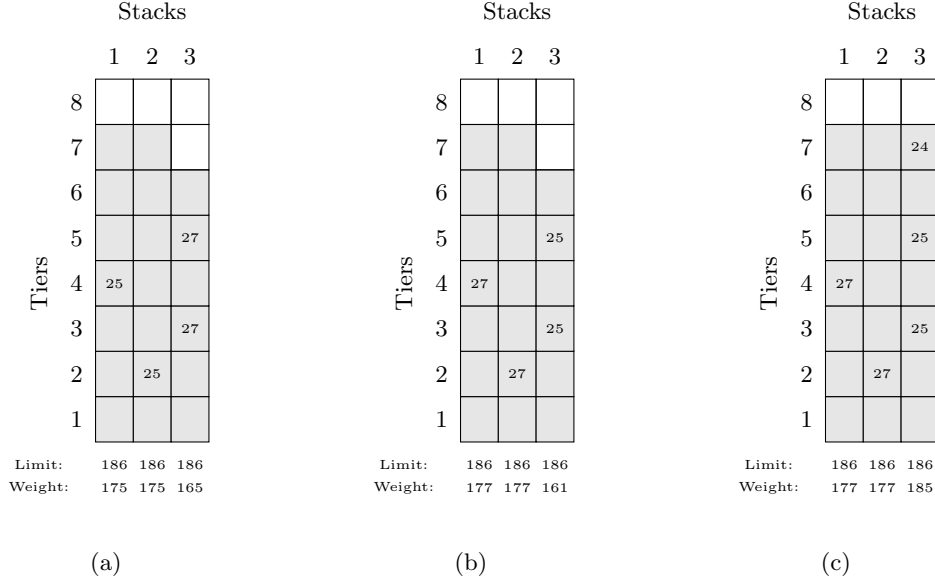 Stacks Stacks Stacks
1 2 3 1 2 3 1 2 3
8 8 8
7 7 7 24
6 6 6
5 27 5 25 5 25
Tiers Tiers Tiers
4 25 4 27 4 27
3 27 3 25 3 25
2 25 2 27 2 27
1 1 1
Limit: 186 186 186 Limit: 186 186 186 Limit: 186 186 186
Weight: 175 175 165 Weight: 177 177 161 Weight: 177 177 185
(a) (b) (c)